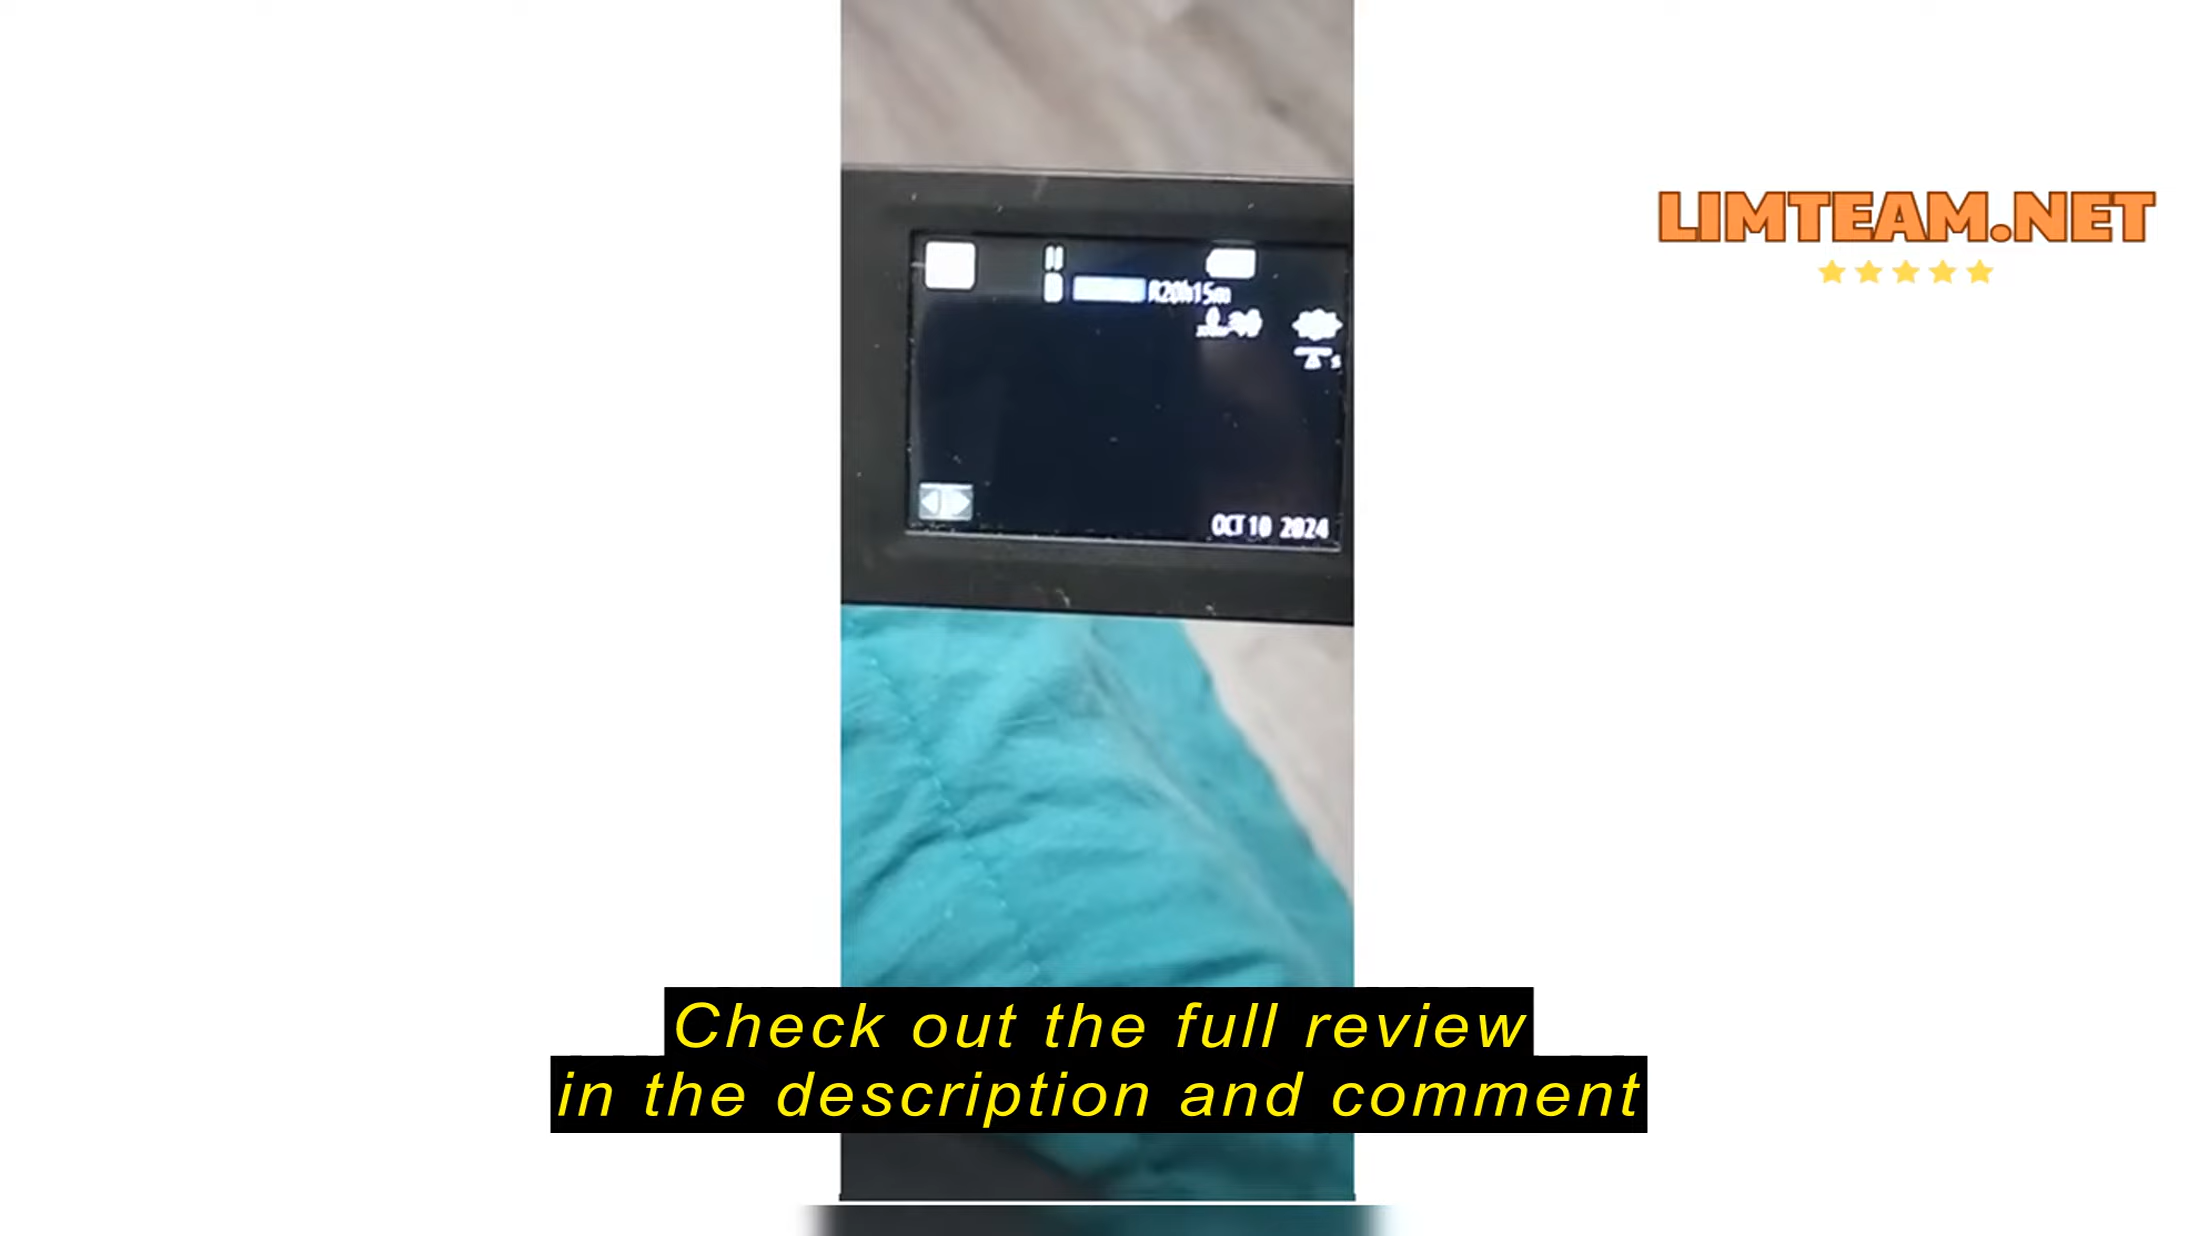 LIMTEAM.NET
R20h15m
OCT 10 2024
Check out the full review
in the description and comment